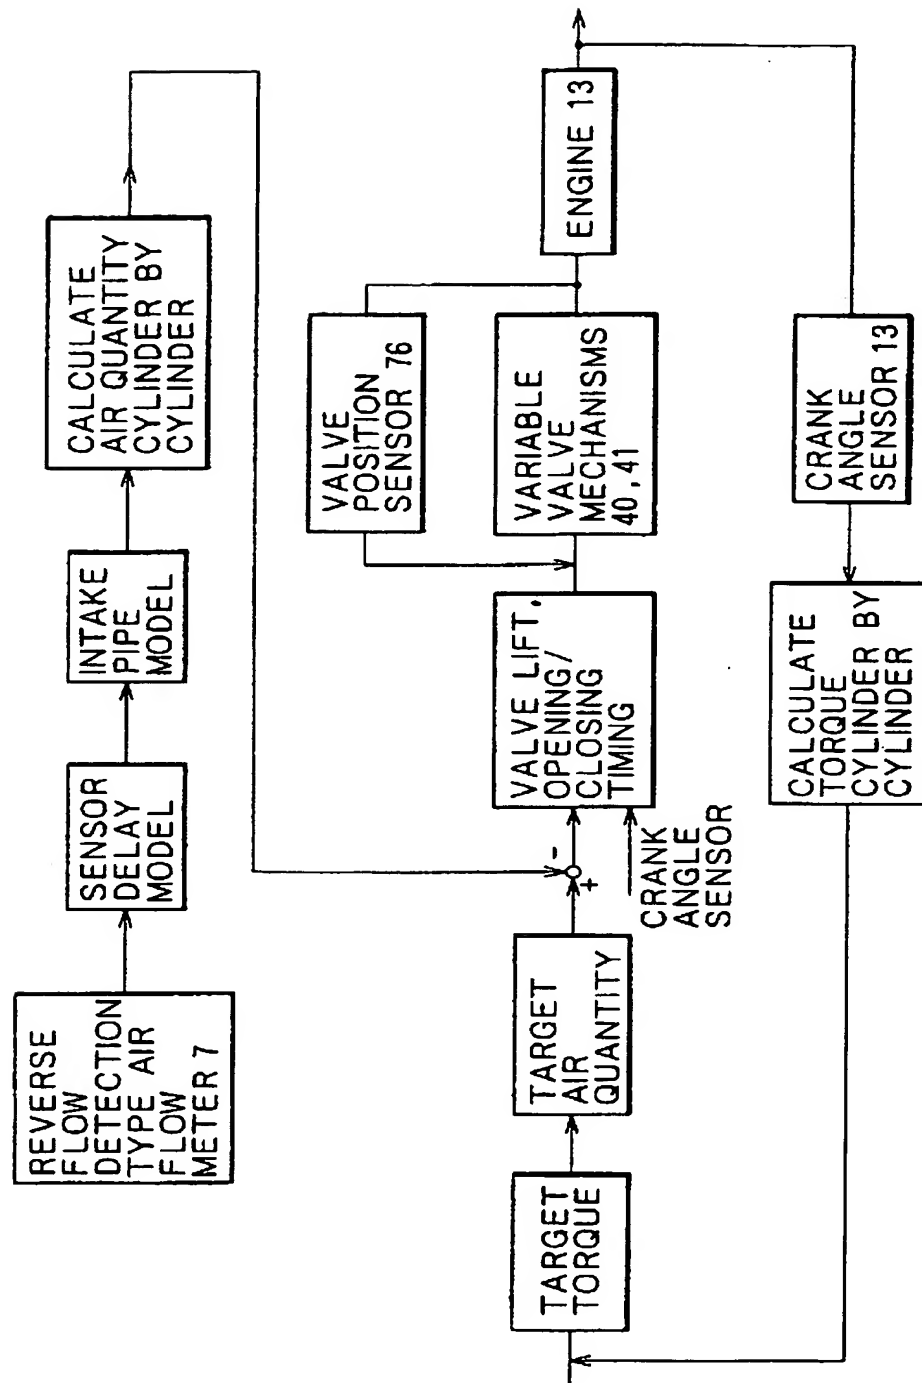 REVERSE
FLOW
DETECTION
TYPE AIR
FLOW
METER 7
SENSOR
DELAY
MODEL
INTAKE
PIPE
MODEL
CALCULATE
AIR QUANTITY
CYLINDER BY
CYLINDER
VALVE
POSITION
SENSOR 76
TARGET
TORQUE
TARGET
AIR
QUANTITY
+
-
CRANK
ANGLE
SENSOR
VALVE LIFT,
OPENING/
CLOSING
TIMING
VARIABLE
VALVE
MECHANISMS
40,41
ENGINE 13
CALCULATE
TORQUE
CYLINDER BY
CYLINDER
CRANK
ANGLE
SENSOR 13